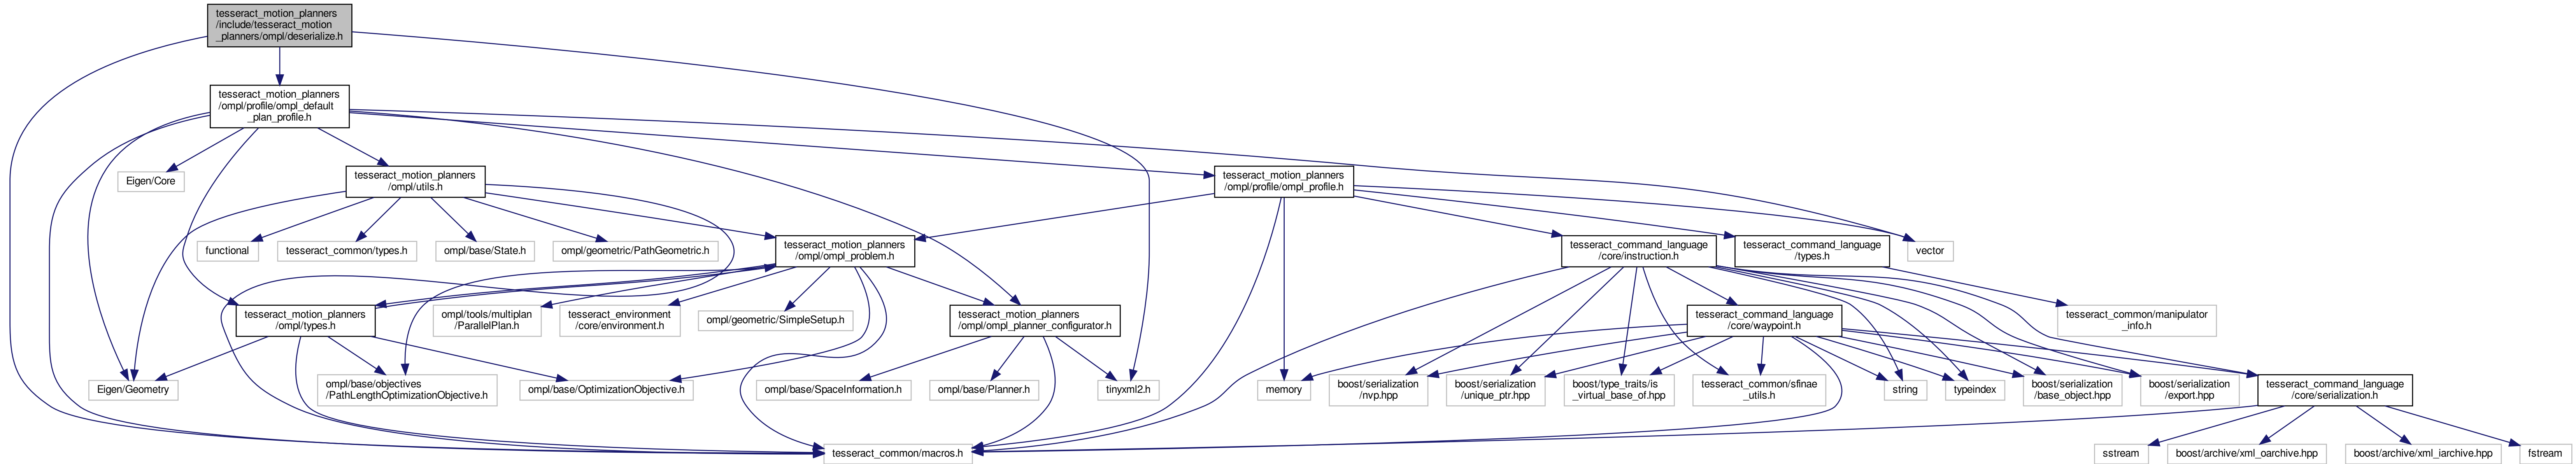 tesseract_motion_planners
/include/tesseract_motion
_planners/ompl/deserialize.h
tesseract_motion_planners
/ompl/profile/ompl_default
_plan_profile.h
Eigen/Core
tesseract_motion_planners
/ompl/utils.h
tesseract_motion_planners
/ompl/profile/ompl_profile.h
functional
tesseract_common/types.h
ompl/base/State.h
ompl/geometric/PathGeometric.h
tesseract_motion_planners
/ompl/ompl_problem.h
tesseract_command_language
/core/instruction.h
tesseract_command_language
/types.h
vector
tesseract_motion_planners
/ompl/types.h
ompl/tools/multiplan
/ParallelPlan.h
tesseract_environment
/core/environment.h
ompl/geometric/SimpleSetup.h
tesseract_motion_planners
/ompl/ompl_planner_configurator.h
tesseract_command_language
/core/waypoint.h
tesseract_common/manipulator
_info.h
Eigen/Geometry
ompl/base/objectives
/PathLengthOptimizationObjective.h
ompl/base/OptimizationObjective.h
ompl/base/SpaceInformation.h
ompl/base/Planner.h
tinyxml2.h
memory
boost/serialization
/nvp.hpp
boost/serialization
/unique_ptr.hpp
boost/type_traits/is
_virtual_base_of.hpp
tesseract_common/sfinae
_utils.h
string
typeindex
boost/serialization
/base_object.hpp
boost/serialization
/export.hpp
tesseract_command_language
/core/serialization.h
tesseract_common/macros.h
sstream
boost/archive/xml_oarchive.hpp
boost/archive/xml_iarchive.hpp
fstream